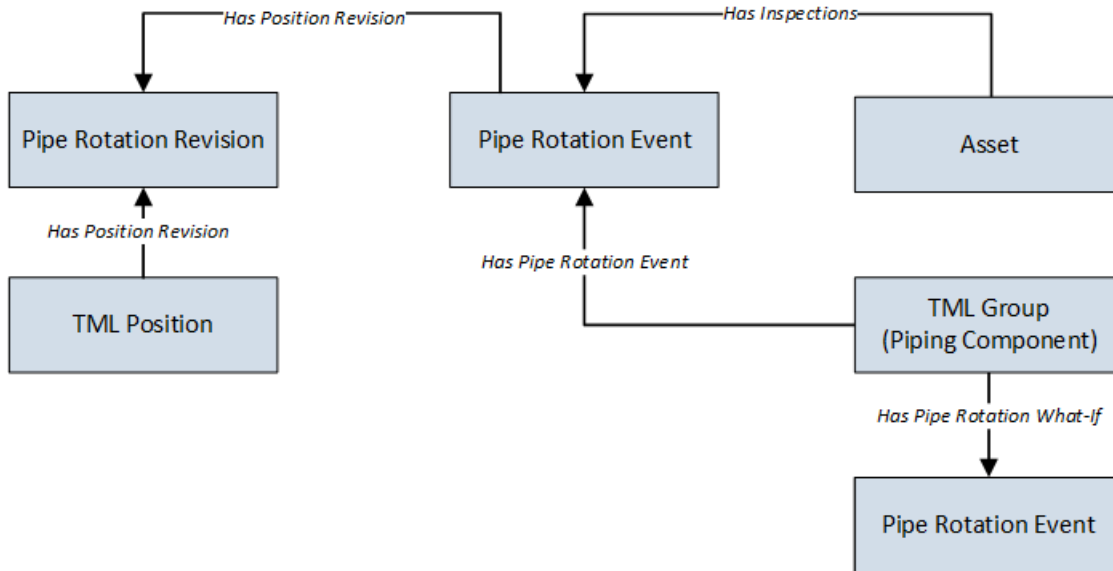 Has Position Revision
Has Inspections
Pipe Rotation Revision
Pipe Rotation Event
Asset
Has Position Revision
Has Pipe Rotation Event
TML Position
TML Group
(Piping Component)
Has Pipe Rotation What-If
Pipe Rotation Event